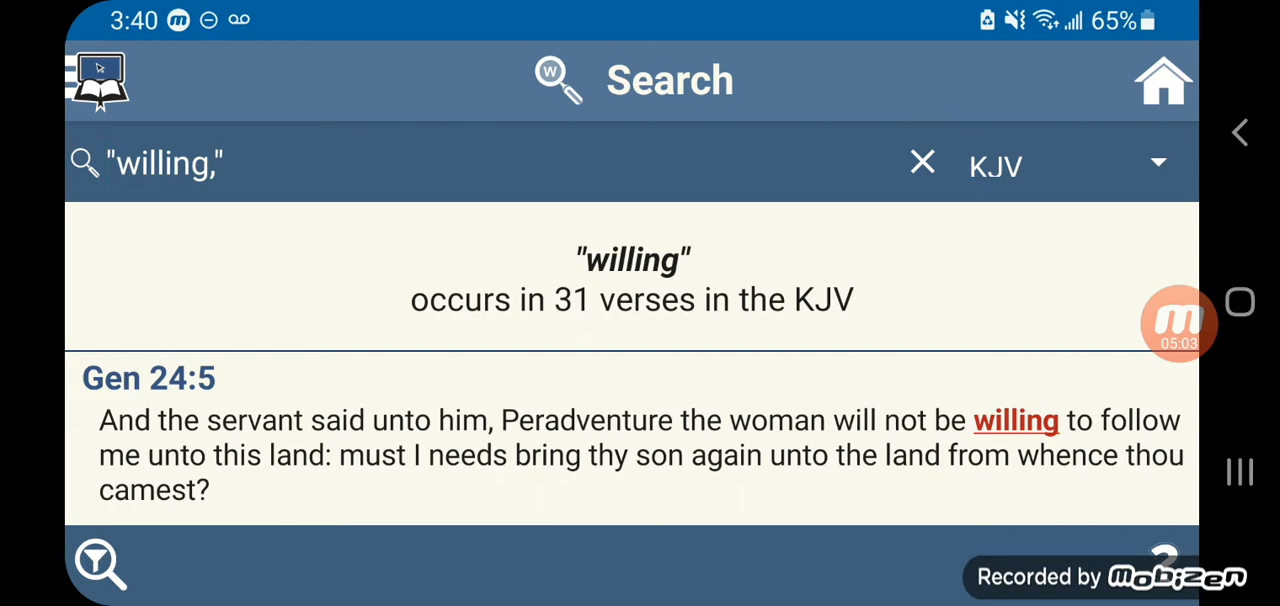 3:40 65%
W Search
"willing," KJV
"willing"
occurs in 31 verses in the KJV
05:03
Gen 24:5
And the servant said unto him, Peradventure the woman will not be willing to follow
me unto this land: must I needs bring thy son again unto the land from whence thou
camest?
Recorded by mobizen